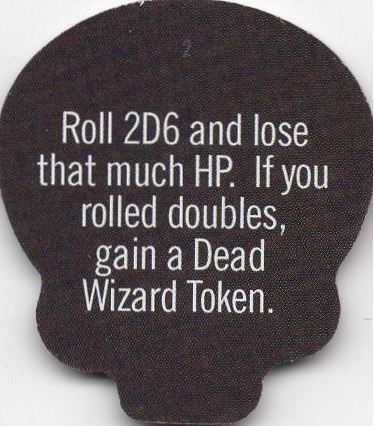 Roll 2D6 and lose
that much HP. If you
rolled doubles,
gain a Dead
Wizard Token.